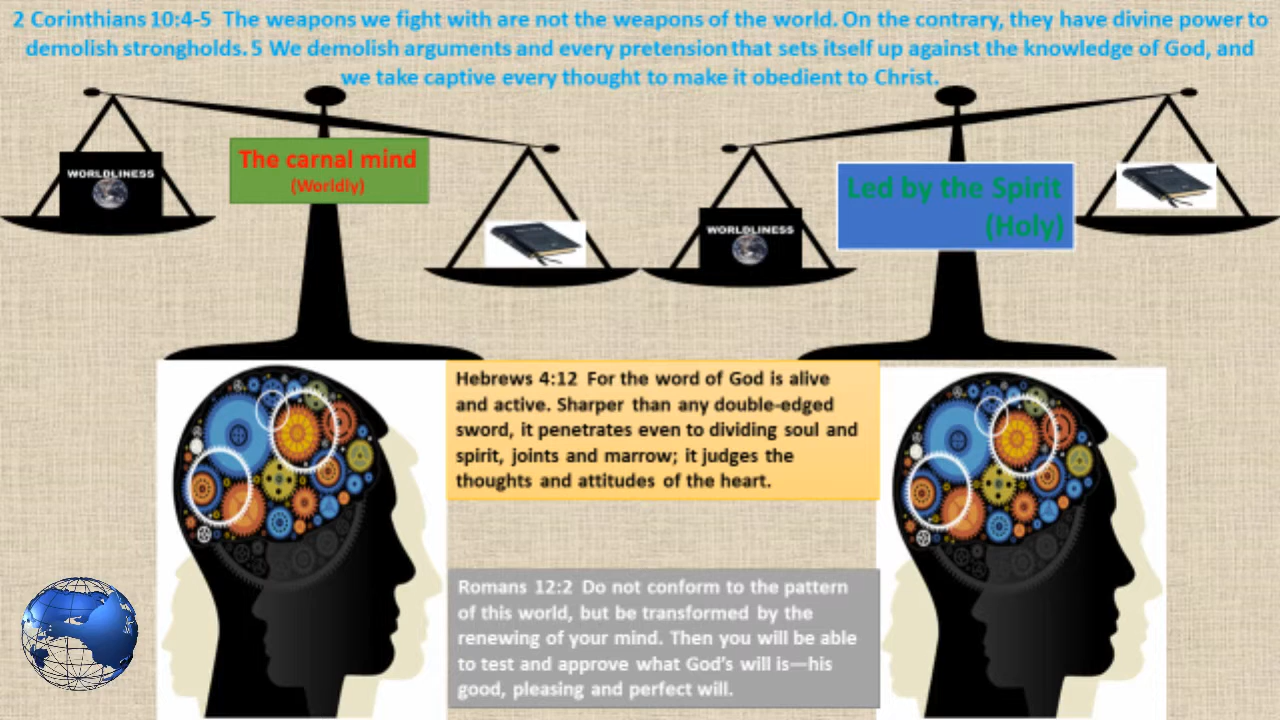 2 Corinthians 10:4-5  The weapons we fight with are not the weapons of the world. On the contrary, they have divine power to
demolish strongholds. 5 We demolish arguments and every pretension that sets itself up against the knowledge of God, and
we take captive every thought to make it obedient to Christ.
The carnal mind
(Worldly)
WORLDLINESS
Led by the Spirit
(Holy)
WORLDLINESS
Hebrews 4:12  For the word of God is alive
and active. Sharper than any double-edged
sword, it penetrates even to dividing soul and
spirit, joints and marrow; it judges the
thoughts and attitudes of the heart.
Romans 12:2  Do not conform to the pattern
of this world, but be transformed by the
renewing of your mind. Then you will be able
to test and approve what God's will is—his
good, pleasing and perfect will.